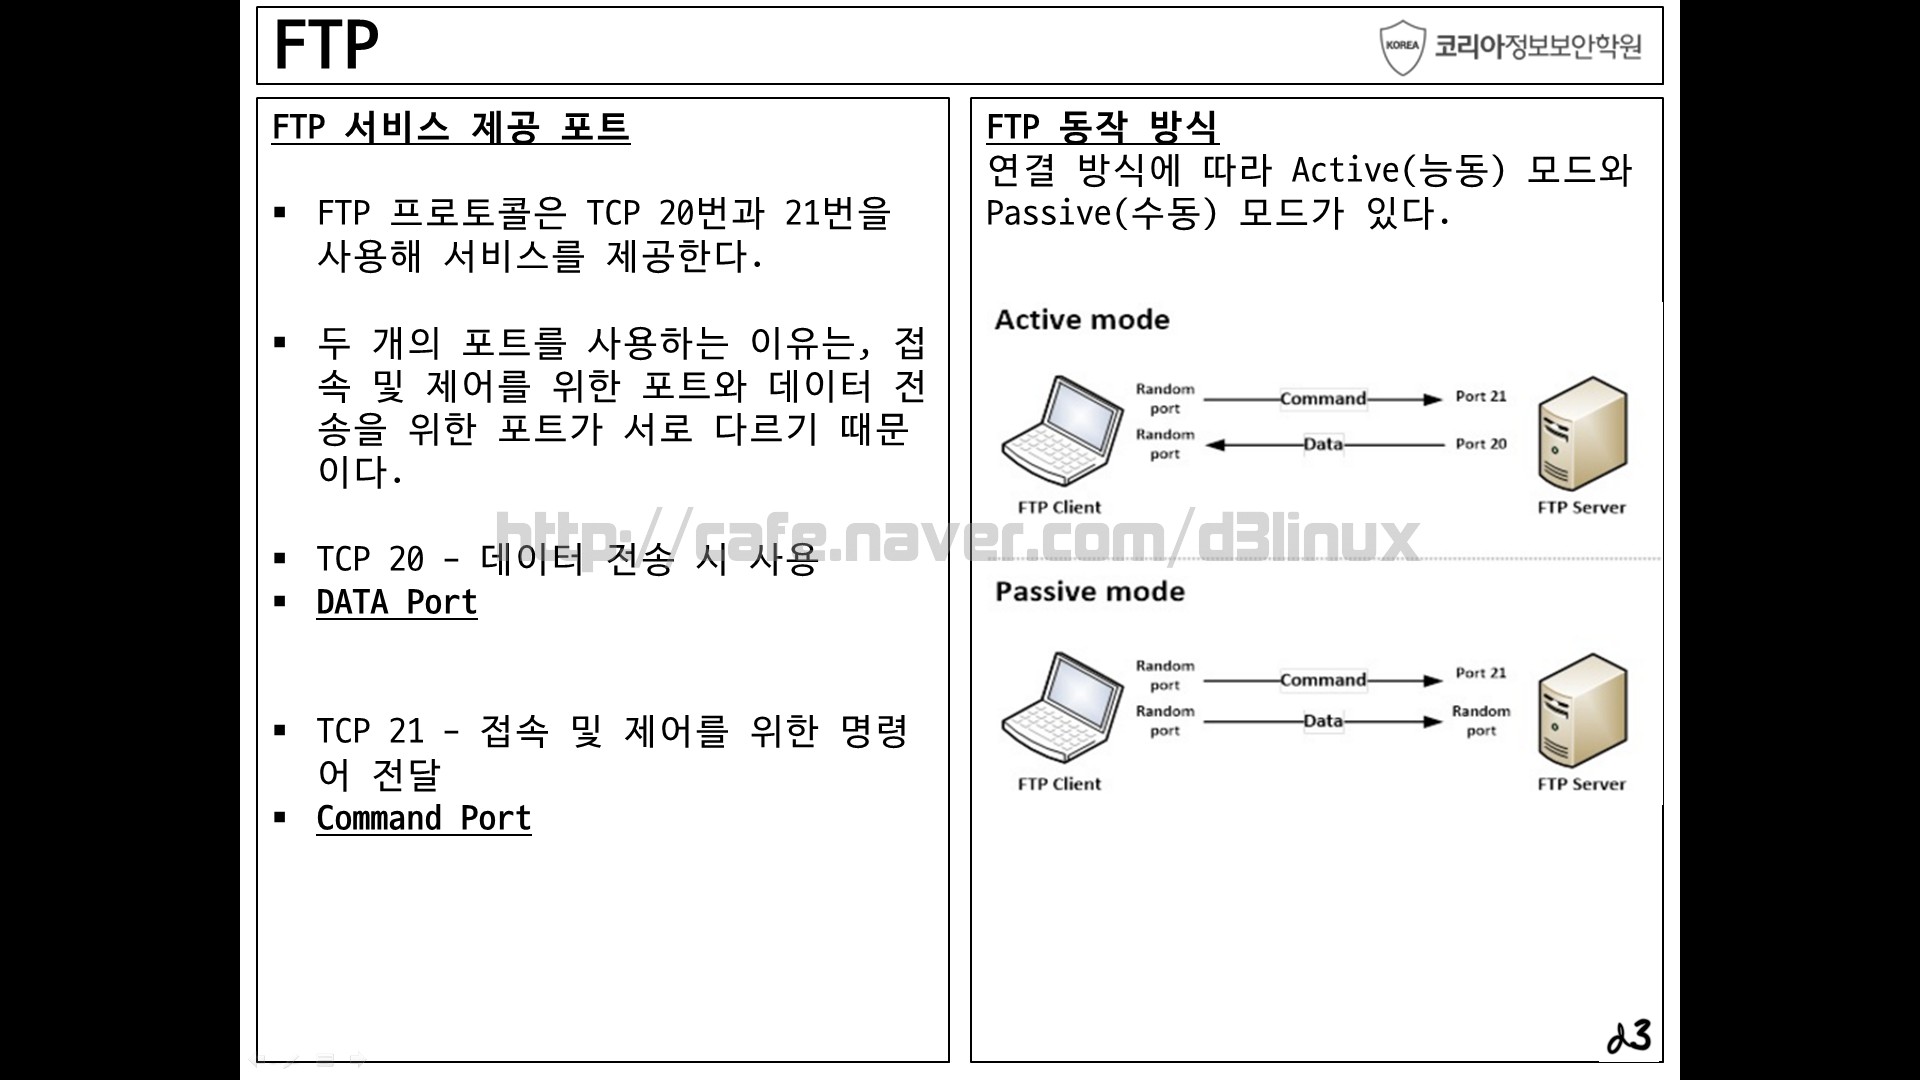 FTP
KOREA
코리아정보보안학원
FTP 서비스 제공 포트
▪ FTP 프로토콜은 TCP 20번과 21번을
사용해 서비스를 제공한다.
▪ 두 개의 포트를 사용하는 이유는, 접
속 및 제어를 위한 포트와 데이터 전
송을 위한 포트가 서로 다르기 때문
이다.
▪ TCP 20 – 데이터 전송 시 사용
▪ DATA Port
▪ TCP 21 – 접속 및 제어를 위한 명령
어 전달
▪ Command Port
FTP 동작 방식
연결 방식에 따라 Active(능동) 모드와
Passive(수동) 모드가 있다.
Active mode
Random
port
Command
Port 21
Random
port
Data
Port 20
FTP Client
FTP Server
http://cafe.naver.com/d3linux
Passive mode
Random
port
Command
Port 21
Random
port
Data
Random
port
FTP Client
FTP Server
d3